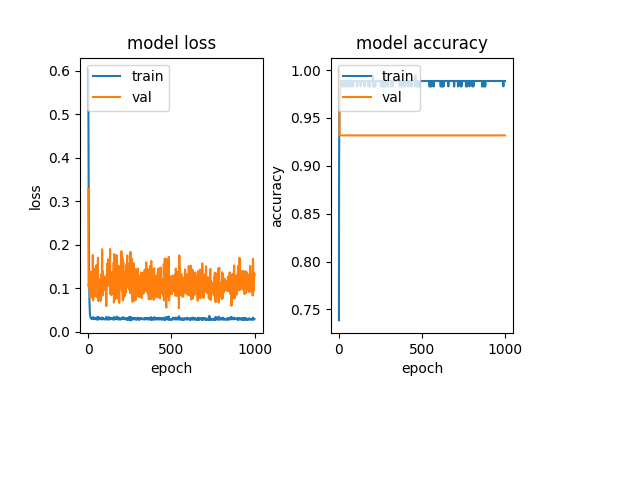 model loss
train
val
0.6
0.5
0.4
0.3
0.2
0.1
0.0
loss
0
500
1000
epoch
model accuracy
train
val
1.00
0.95
0.90
0.85
0.80
0.75
accuracy
0
500
1000
epoch